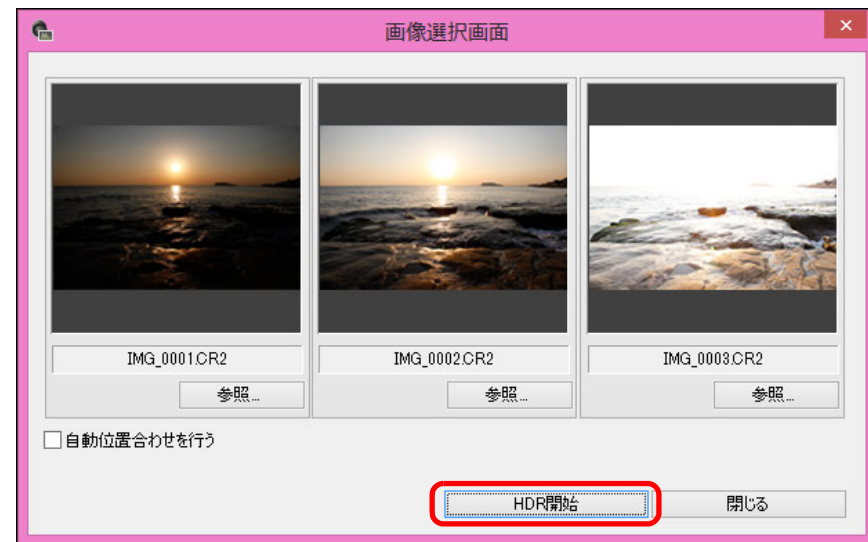 画像選択画面
IMG_0001.CR2
IMG_0002.CR2
IMG_0003.CR2
参照...
参照...
参照...
自動位置合わせを行う
HDR開始
閉じる